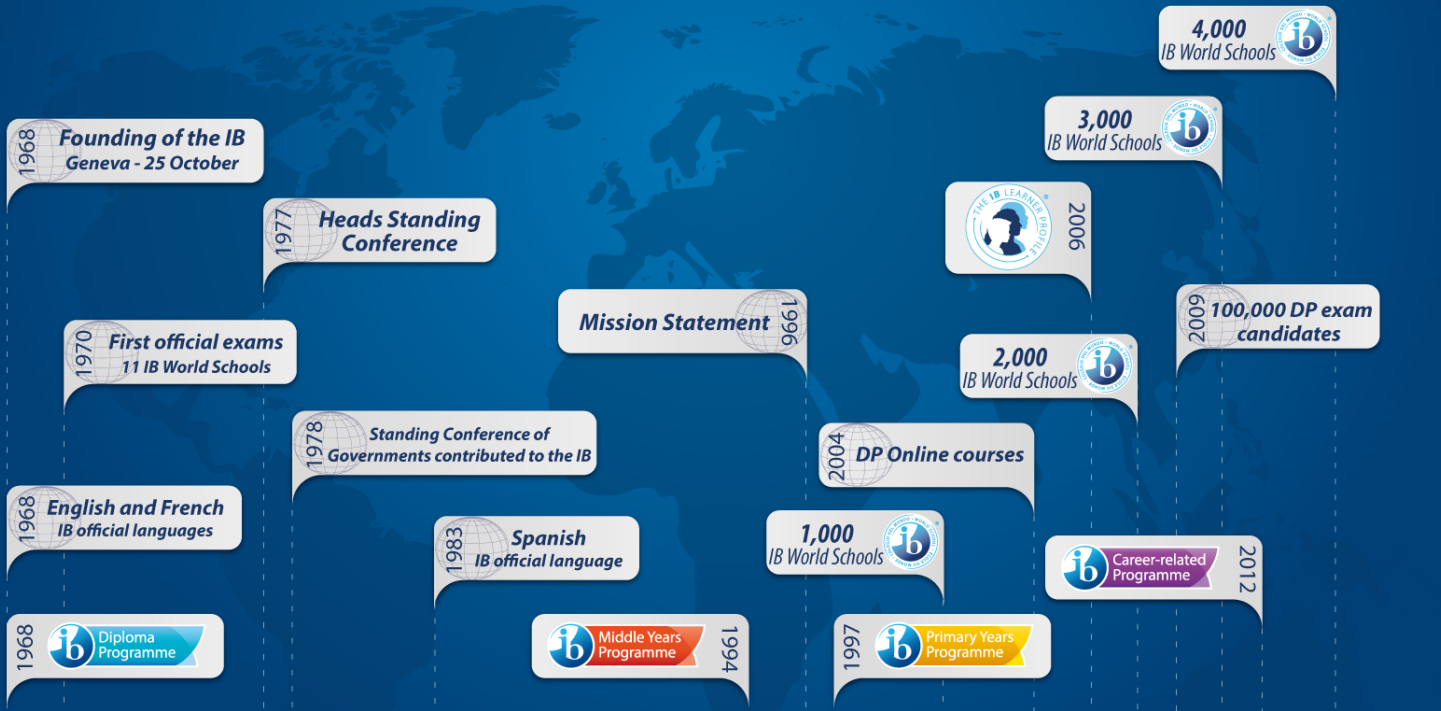 4,000
IB World Schools
3,000
IB World Schools
1968
Founding of the IB
Geneva - 25 October
1977
Heads Standing
Conference
THE IB LEARNER PROFILE
2006
Mission Statement
1996
2009
100,000 DP exam
candidates
1970
First official exams
11 IB World Schools
2,000
IB World Schools
1978
Standing Conference of
Governments contributed to the IB
2004
DP Online courses
1968
English and French
IB official languages
1983
Spanish
IB official language
1,000
IB World Schools
ib
Career-related
Programme
2012
1968
ib
Diploma
Programme
ib
Middle Years
Programme
1994
1997
ib
Primary Years
Programme